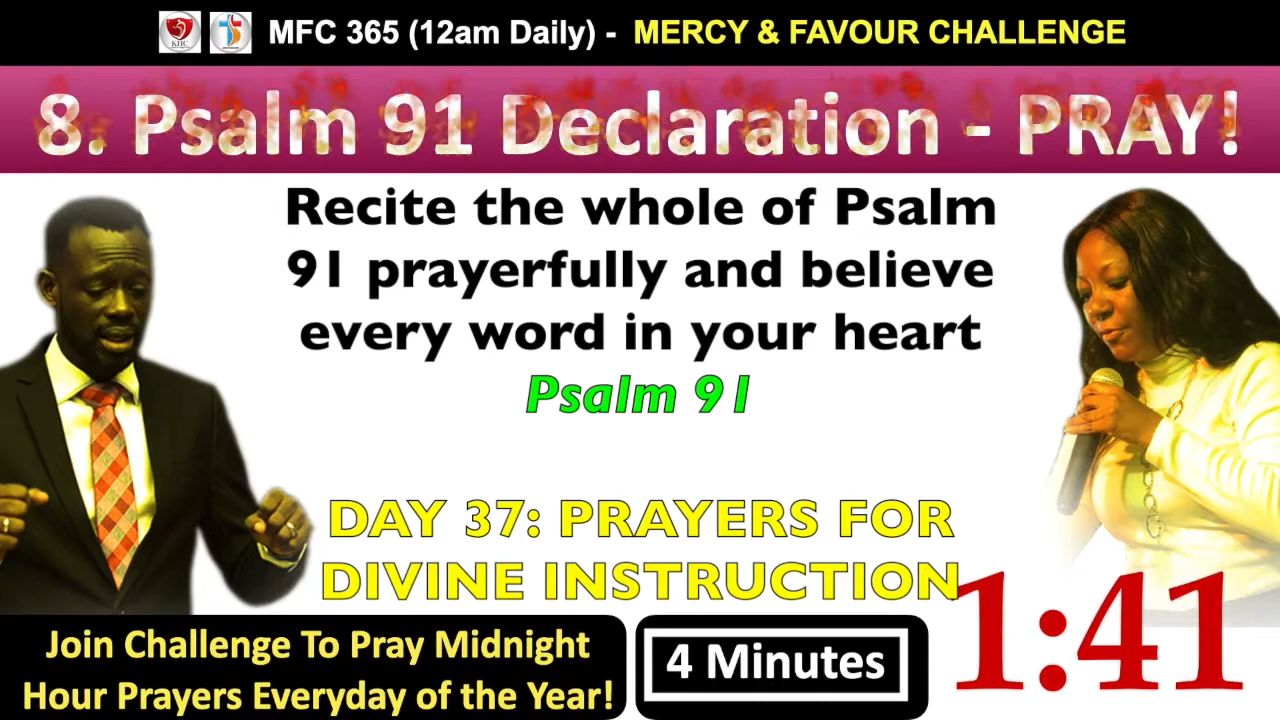 MFC 365 (12am Daily) - MERCY & FAVOUR CHALLENGE
8. Psalm 91 Declaration - PRAY!
Recite the whole of Psalm
91 prayerfully and believe
every word in your heart
Psalm 91
DAY 37: PRAYERS FOR
DIVINE INSTRUCTION
1:41
Join Challenge To Pray Midnight
Hour Prayers Everyday of the Year!
4 Minutes
KHC